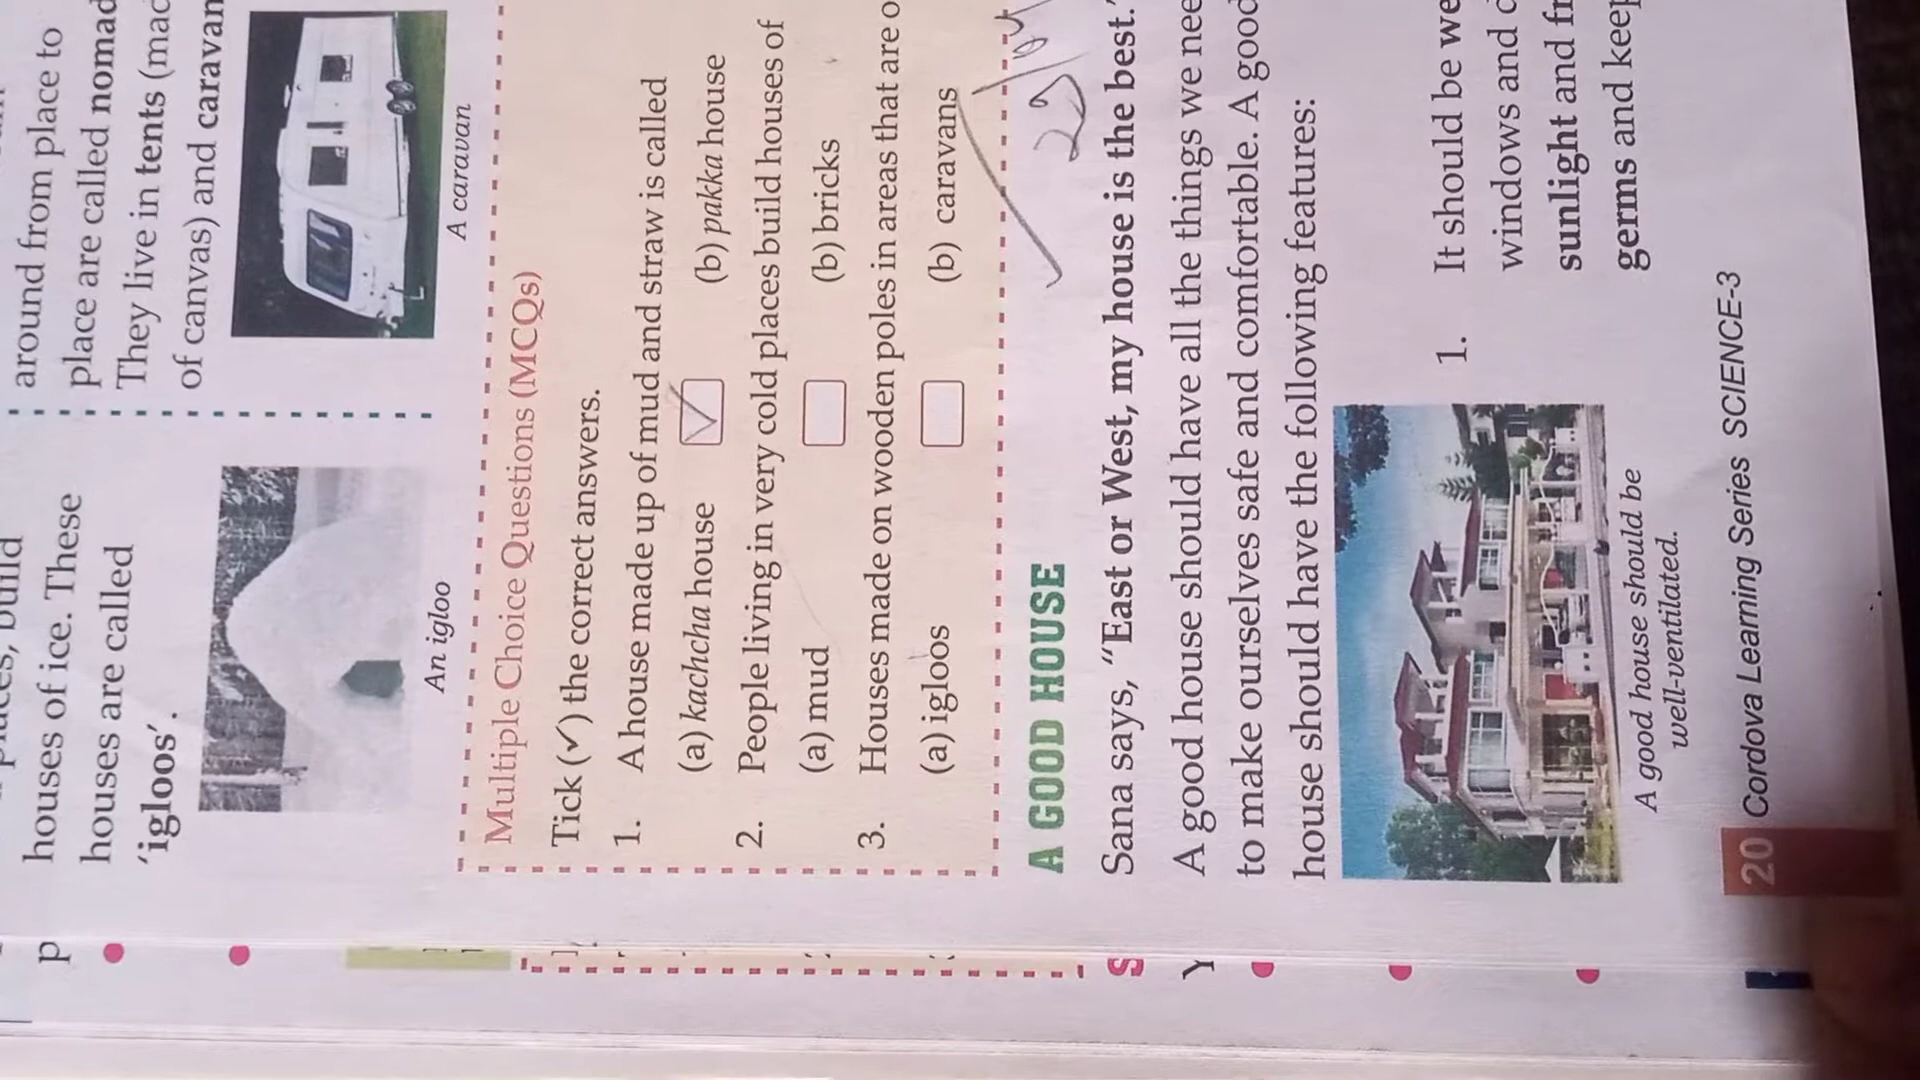 houses of ice. These
houses are called
'igloos'.
An igloo
around from place to
place are called nomad
They live in tents (mac
of canvas) and caravan
A caravan
Multiple Choice Questions (MCQs)
Tick (✓) the correct answers.
1. A house made up of mud and straw is called
(a) kachcha house ✓ (b) pakka house
2. People living in very cold places build houses of
(a) mud (b) bricks
3. Houses made on wooden poles in areas that are o
(a) igloos (b) caravans
A GOOD HOUSE
Sana says, "East or West, my house is the best."
A good house should have all the things we nee
to make ourselves safe and comfortable. A good
house should have the following features:
A good house should be
well-ventilated.
1. It should be we
windows and
sunlight and fr
germs and keep
20 Cordova Learning Series SCIENCE-3